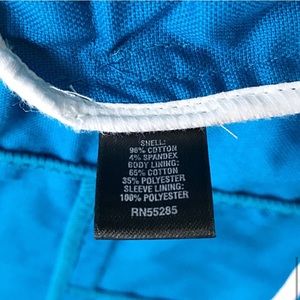 SHELL:
96% COTTON
4% SPANDEX
BODY LINING:
65% COTTON
35% POLYESTER
SLEEVE LINING:
100% POLYESTER
RN55285